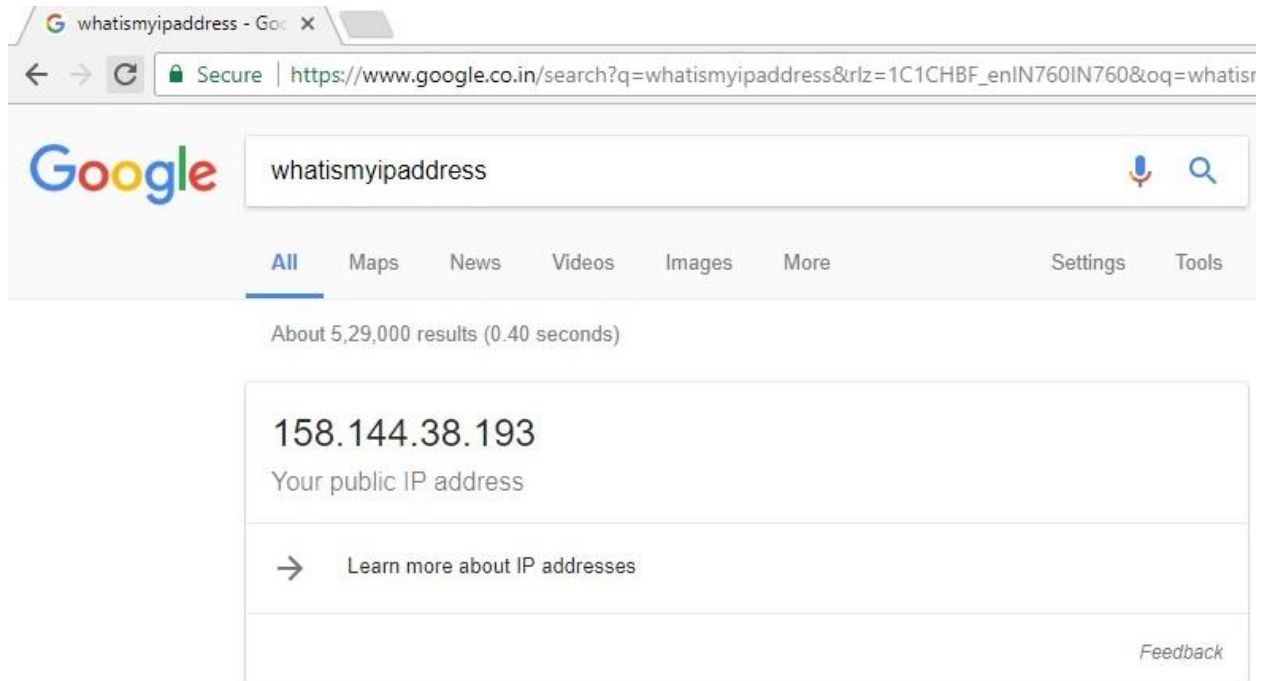 whatismyipaddress - Goo
Secure | https://www.google.co.in/search?q=whatismyipaddress&rlz=1C1CHBF_enIN760IN760&oq=whatisr
Google whatismyipaddress
All Maps News Videos Images More Settings Tools
About 5,29,000 results (0.40 seconds)
158.144.38.193
Your public IP address
Learn more about IP addresses
Feedback